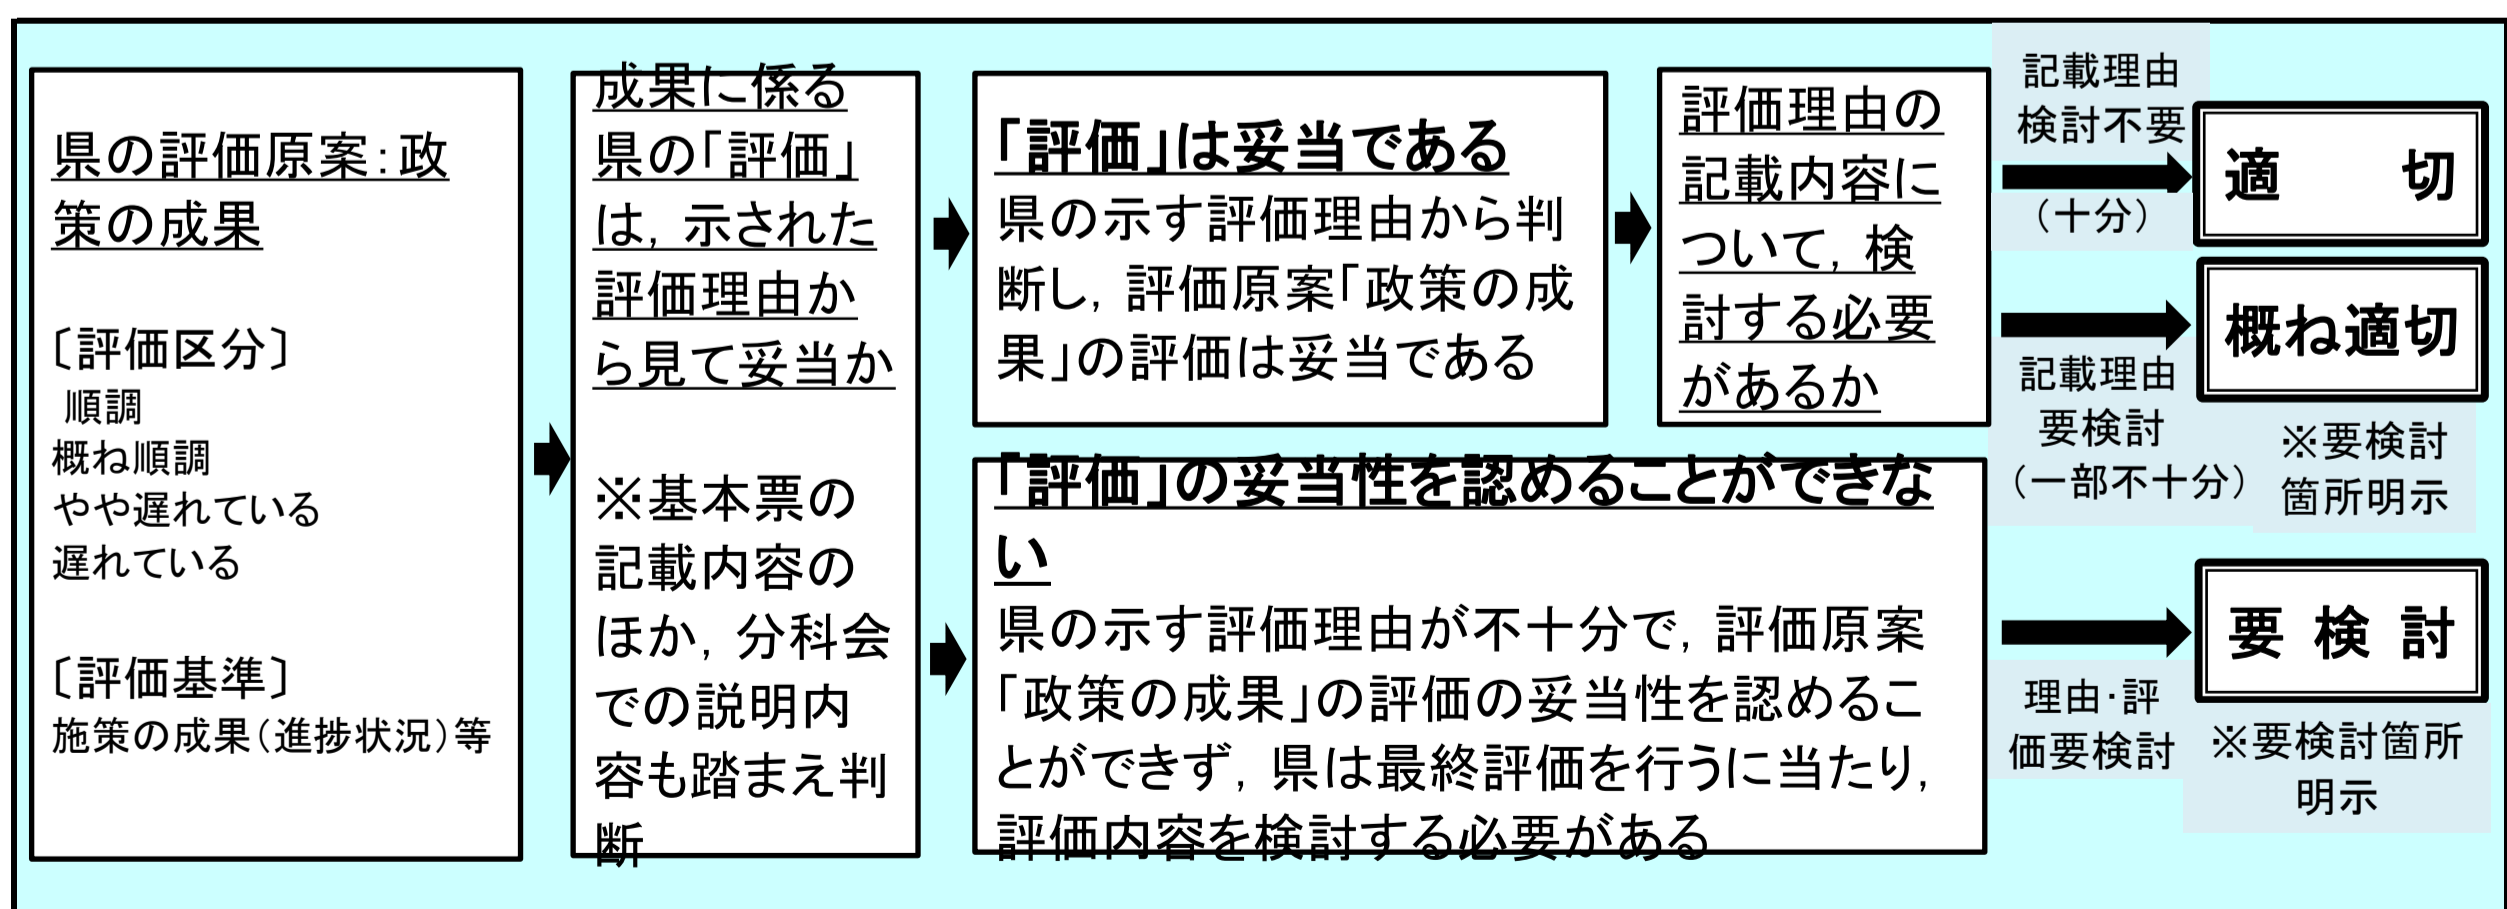 県の評価原案：政
策の成果
〔評価区分〕
順調
概ね順調
やや遅れている
遅れている
〔評価基準〕
施策の成果（進捗状況）等
成果に係る
県の「評価」
は，示された
評価理由か
ら見て妥当か
※基本票の
記載内容の
ほか，分科会
での説明内
容も踏まえ判
断
「評価」は妥当である
県の示す評価理由から判
断し，評価原案「政策の成
果」の評価は妥当である
評価理由の
記載内容に
ついて，検
討する必要
があるか
「評価」の妥当性を認めることができな
い
県の示す評価理由が不十分で，評価原案
「政策の成果」の評価の妥当性を認めるこ
とができず，県は最終評価を行うに当たり，
評価内容を検討する必要がある
記載理由
検討不要
（十分）
適　切
概ね適切
記載理由
要検討
（一部不十分）
※要検討
箇所明示
要 検 討
理由・評
価要検討
※要検討箇所
明示